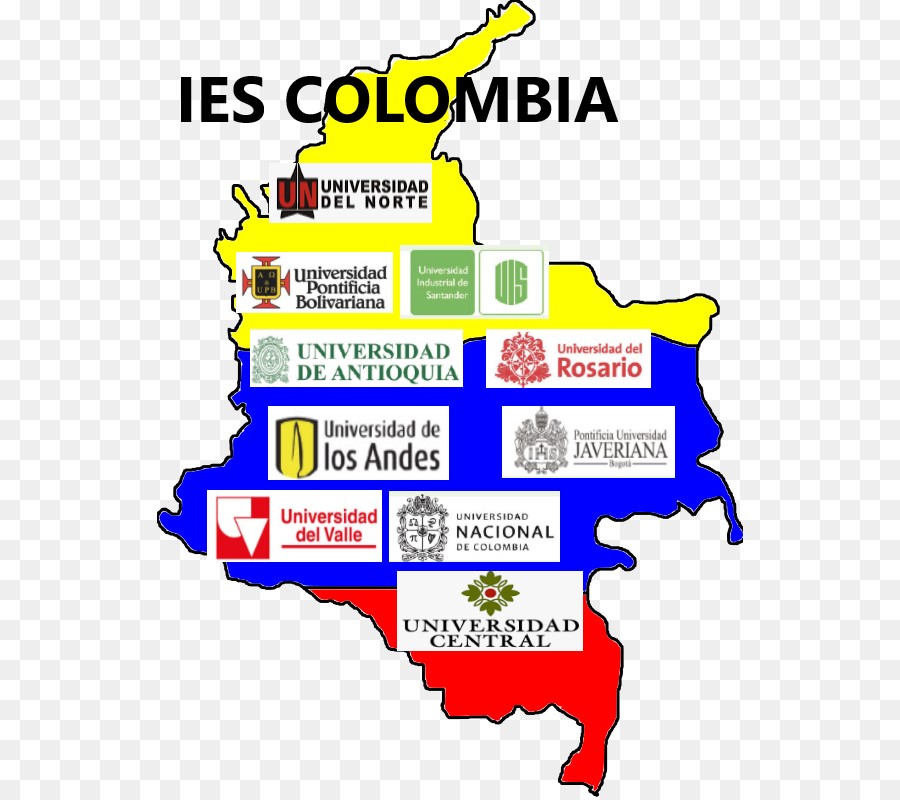 IES COLOMBIA
UN UNIVERSIDAD
DEL NORTE
Α Ω
&
UPB
Universidad
Pontificia
Bolivariana
Universidad
Industrial de
Santander
UIS
UNIVERSIDAD
DE ANTIOQUIA
Universidad del
Rosario
Universidad de
los Andes
IHS
Pontificia Universidad
JAVERIANA
Bogotá
Universidad
del Valle
UNIVERSIDAD
NACIONAL
DE COLOMBIA
UNIVERSIDAD
CENTRAL